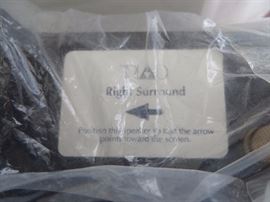 Right Surround
Position this speaker so that the arrow
points toward the screen.